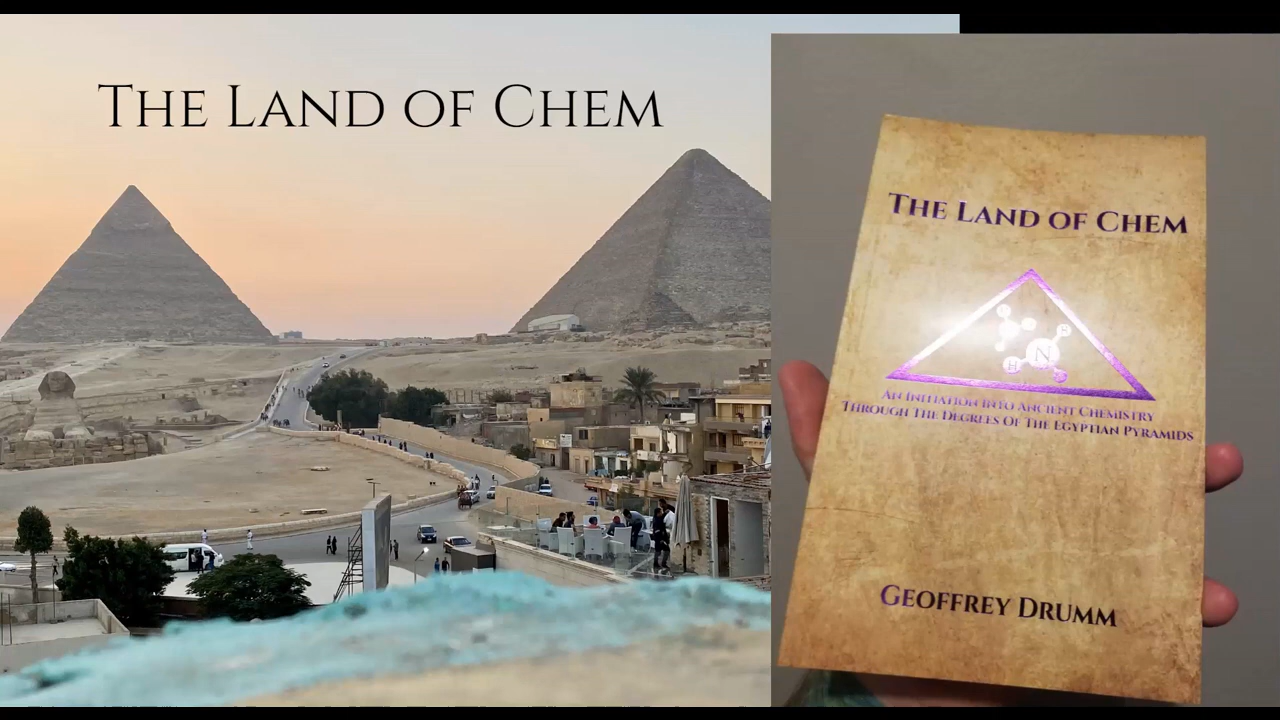 The Land of Chem
The Land of Chem
N
H
H
An Initiation into Ancient Chemistry
Through The Degrees Of The Egyptian Pyramids
Geoffrey Drumm